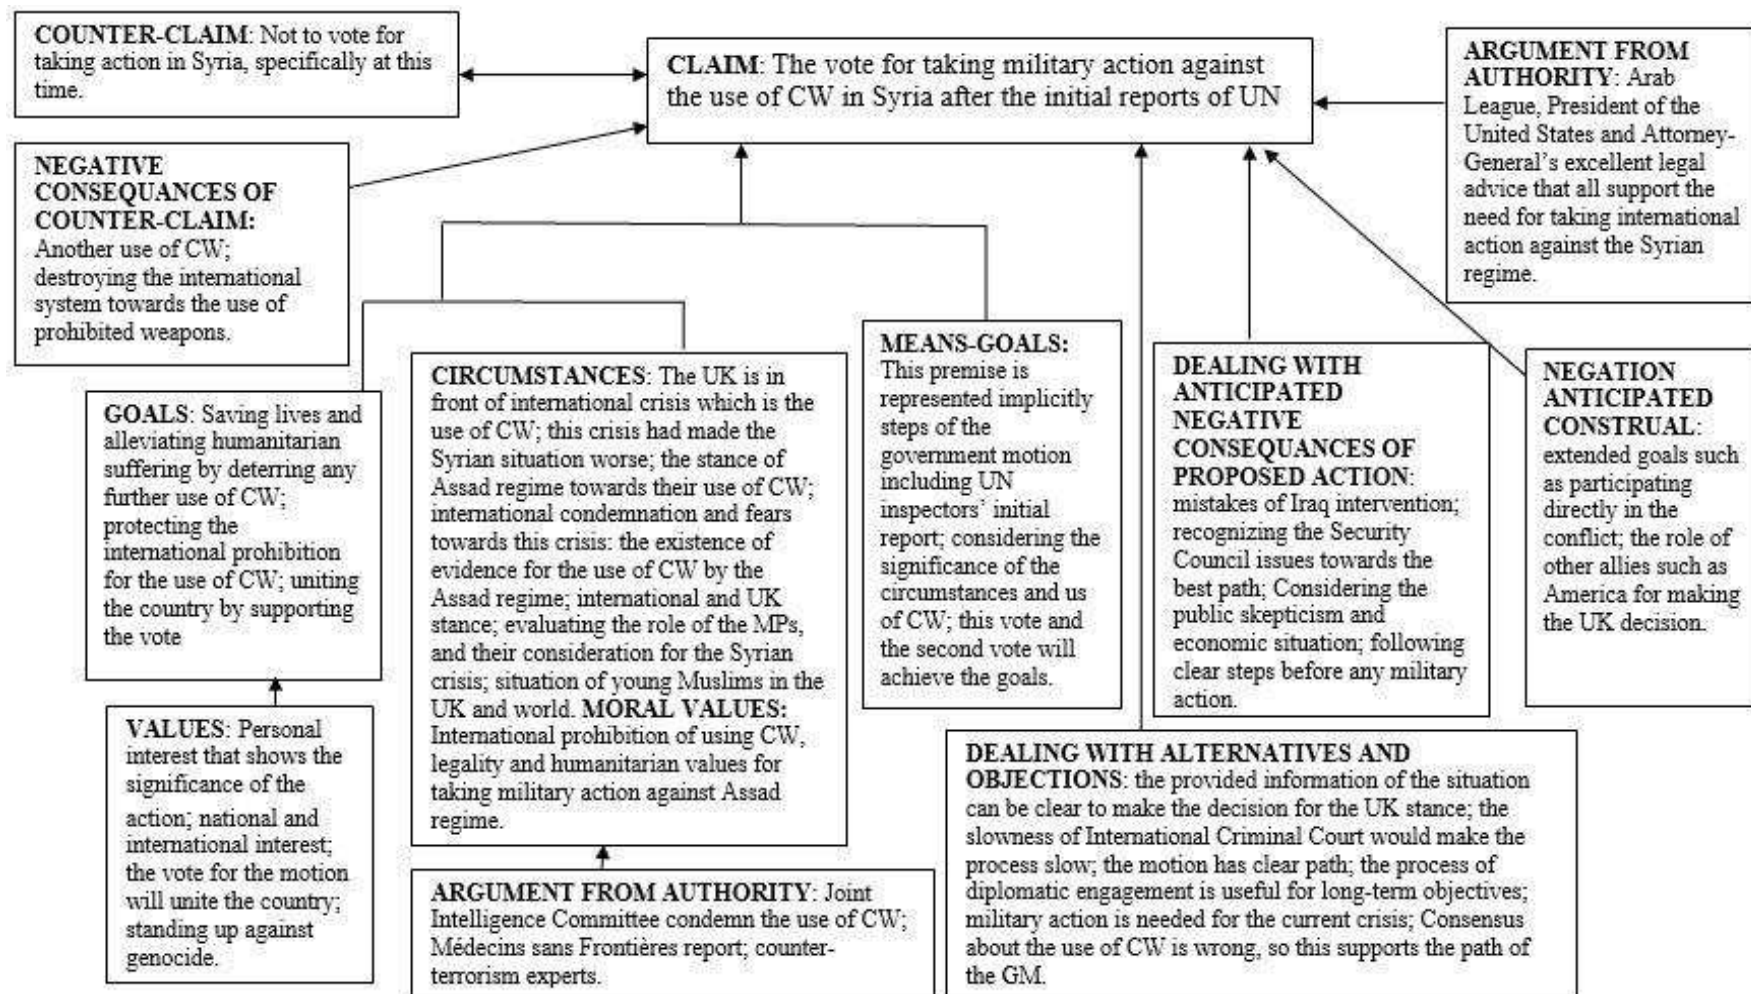 COUNTER-CLAIM: Not to vote for
taking action in Syria, specifically at this
time.
CLAIM: The vote for taking military action against
the use of CW in Syria after the initial reports of UN
ARGUMENT FROM
AUTHORITY: Arab
League, President of the
United States and Attorney-
General’s excellent legal
advice that all support the
need for taking international
action against the Syrian
regime.
NEGATIVE
CONSEQUANCES OF
COUNTER-CLAIM:
Another use of CW;
destroying the international
system towards the use of
prohibited weapons.
GOALS: Saving lives and
alleviating humanitarian
suffering by deterring any
further use of CW;
protecting the
international prohibition
for the use of CW; uniting
the country by supporting
the vote
CIRCUMSTANCES: The UK is in
front of international crisis which is the
use of CW; this crisis had made the
Syrian situation worse; the stance of
Assad regime towards their use of CW;
international condemnation and fears
towards this crisis: the existence of
evidence for the use of CW by the
Assad regime; international and UK
stance; evaluating the role of the MPs,
and their consideration for the Syrian
crisis; situation of young Muslims in the
UK and world. MORAL VALUES:
International prohibition of using CW,
legality and humanitarian values for
taking military action against Assad
regime.
MEANS-GOALS:
This premise is
represented implicitly
steps of the
government motion
including UN
inspectors’ initial
report; considering the
significance of the
circumstances and us
of CW; this vote and
the second vote will
achieve the goals.
DEALING WITH
ANTICIPATED
NEGATIVE
CONSEQUANCES OF
PROPOSED ACTION:
mistakes of Iraq intervention;
recognizing the Security
Council issues towards the
best path; Considering the
public skepticism and
economic situation; following
clear steps before any military
action.
NEGATION
ANTICIPATED
CONSTRUAL:
extended goals such
as participating
directly in the
conflict; the role of
other allies such as
America for making
the UK decision.
VALUES: Personal
interest that shows the
significance of the
action; national and
international interest;
the vote for the motion
will unite the country;
standing up against
genocide.
ARGUMENT FROM AUTHORITY: Joint
Intelligence Committee condemn the use of CW;
Médecins sans Frontières report; counter-
terrorism experts.
DEALING WITH ALTERNATIVES AND
OBJECTIONS: the provided information of the situation
can be clear to make the decision for the UK stance; the
slowness of International Criminal Court would make the
process slow; the motion has clear path; the process of
diplomatic engagement is useful for long-term objectives;
military action is needed for the current crisis; Consensus
about the use of CW is wrong, so this supports the path of
the GM.